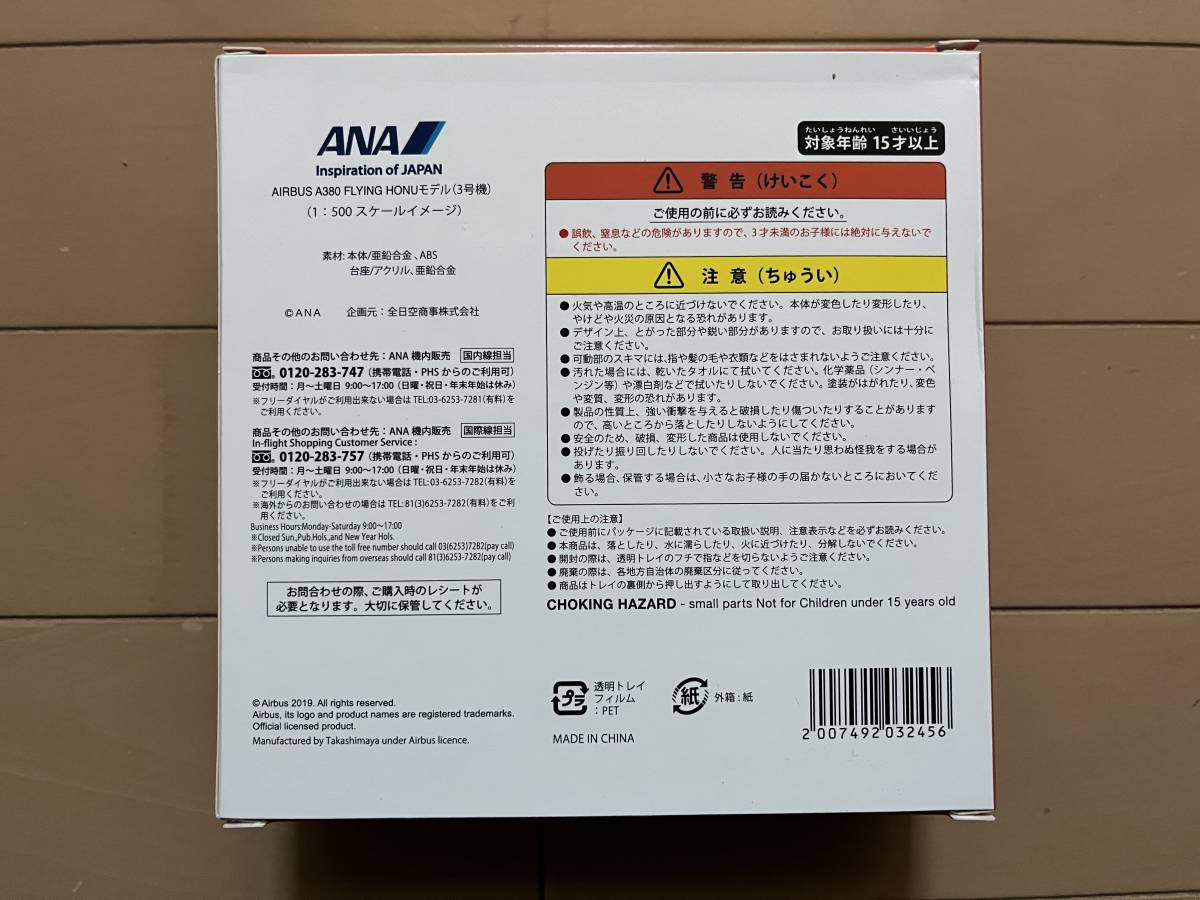 ANA
Inspiration of JAPAN
AIRBUS A380 FLYING HONUモデル(3号機)
(1:500 スケールイメージ)
素材: 本体/亜鉛合金、ABS
台座/アクリル、亜鉛合金
©ANA 企画元:全日空商事株式会社
商品その他のお問い合わせ先:ANA 機内販売 国内線担当
0120-283-747 (携帯電話・PHS からのご利用可)
受付時間:月〜土曜日 9:00〜17:00 (日曜・祝日・年末年始は休み)
※フリーダイヤルがご利用出来ない場合は TEL:03-6253-7281(有料)を
ご利用ください。
商品その他のお問い合わせ先:ANA 機内販売 国際線担当
In-flight Shopping Customer Service :
0120-283-757 (携帯電話・PHS からのご利用可)
受付時間:月〜土曜日 9:00〜17:00 (日曜・祝日・年末年始は休み)
※フリーダイヤルがご利用出来ない場合は TEL:03-6253-7282(有料)を
ご利用ください。
※海外からのお問い合わせの場合は TEL:81(3)6253-7282(有料)をご利
用ください。
Business Hours:Monday-Saturday 9:00〜17:00
※Closed Sun.,Pub.Hols.,and New Year Hols.
※Persons unable to use the toll free number should call 03(6253)7282(pay call)
※Persons making inquiries from overseas should call 81(3)6253-7282(pay call)
お問合わせの際、ご購入時のレシートが
必要となります。大切に保管してください。
© Airbus 2019. All rights reserved.
Airbus, its logo and product names are registered trademarks.
Official licensed product.
Manufactured by Takashimaya under Airbus licence.
たいしょうねんれい さいいじょう
対象年齢 15才以上
警 告 (けいこく)
ご使用の前に必ずお読みください。
● 誤飲、窒息などの危険がありますので、3才未満のお子様には絶対に与えないで
ください。
注 意 (ちゅうい)
● 火気や高温のところに近づけないでください。本体が変色したり変形したり、
やけどや火災の原因となる恐れがあります。
● デザイン上、とがった部分や鋭い部分がありますので、お取り扱いには十分に
ご注意ください。
● 可動部のスキマには、指や髪の毛や衣類などをはさまれないようご注意ください。
● 汚れた場合には、乾いたタオルにて拭いてください。化学薬品 (シンナー・ベ
ンジン等) や漂白剤などで拭いたりしないでください。塗装がはがれたり、変色
や変質、変形の恐れがあります。
● 製品の性質上、強い衝撃を与えると破損したり傷ついたりすることがあります
ので、高いところから落としたりしないようにしてください。
● 安全のため、破損、変形した商品は使用しないでください。
● 投げたり振り回したりしないでください。人に当たり思わぬ怪我をする場合が
あります。
● 飾る場合、保管する場合は、小さなお子様の手の届かないところにおいてくだ
さい。
【ご使用上の注意】
● ご使用前にパッケージに記載されている取扱い説明、注意表示などを必ずお読みください。
● 本商品は、落としたり、水に濡らしたり、火に近づけたり、分解しないでください。
● 開封の際は、透明トレイのフチで指などを切らないようご注意ください。
● 廃棄の際は、各地方自治体の廃棄区分に従ってください。
● 商品はトレイの裏側から押し出すようにして取り出してください。
CHOKING HAZARD - small parts Not for Children under 15 years old
プラ
透明トレイ
フィルム
:PET
紙
外箱:紙
MADE IN CHINA
2 007492 032456